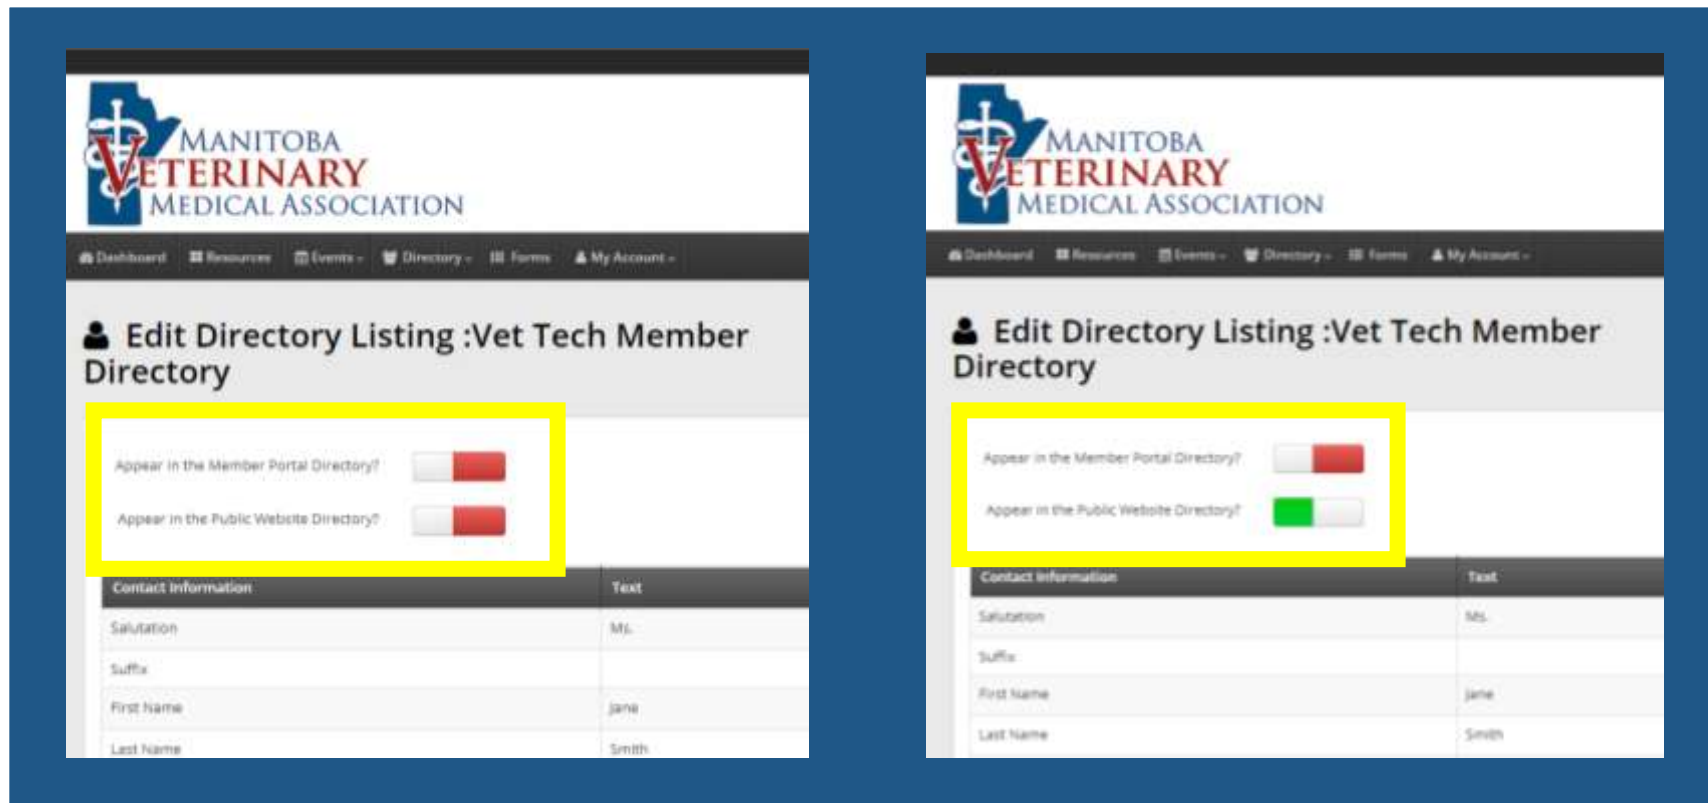 MANITOBA
VETERINARY
MEDICAL ASSOCIATION
Dashboard Resources Events Directory Forms My Account
Edit Directory Listing :Vet Tech Member
Directory
Appear in the Member Portal Directory?
Appear in the Public Website Directory?
Contact Information Text
Salutation Ms.
Suffix
First Name Jane
Last Name Smith
MANITOBA
VETERINARY
MEDICAL ASSOCIATION
Dashboard Resources Events Directory Forms My Account
Edit Directory Listing :Vet Tech Member
Directory
Appear in the Member Portal Directory?
Appear in the Public Website Directory?
Contact Information Text
Salutation Ms.
Suffix
First Name Jane
Last Name Smith